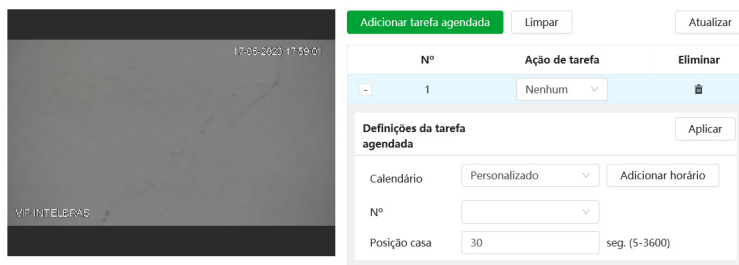 17-05-2023 17:59:01
VIP INTELBRAS
Adicionar tarefa agendada Limpar Atualizar
Nº Ação de tarefa Eliminar
- 1 Nenhum
Definições da tarefa
agendada
Aplicar
Calendário Personalizado Adicionar horário
Nº
Posição casa 30 seg. (5-3600)